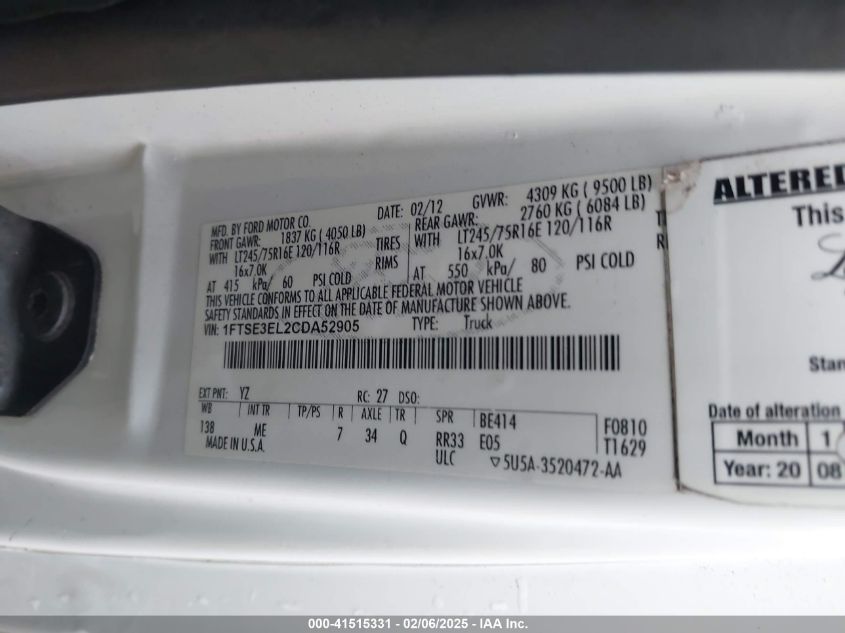 MFD. BY FORD MOTOR CO. DATE: 02/12 GVWR: 4309 KG ( 9500 LB)
FRONT GAWR: 1837 KG ( 4050 LB) REAR GAWR: 2760 KG ( 6084 LB)
WITH LT245/75R16E 120/116R TIRES WITH LT245/75R16E 120/116R
16x7.0K RIMS 16x7.0K
AT 415 kPa/ 60 PSI COLD AT 550 kPa/ 80 PSI COLD
THIS VEHICLE CONFORMS TO ALL APPLICABLE FEDERAL MOTOR VEHICLE
SAFETY STANDARDS IN EFFECT ON THE DATE OF MANUFACTURE SHOWN ABOVE.
VIN: 1FTSE3EL2CDA52905 TYPE: Truck
EXT PNT: YZ RC: 27 DSO:
WB INT TR TP/PS R AXLE TR SPR BE414 F0810
138 ME 7 34 Q RR33 E05 T1629
MADE IN U.S.A. ULC ▽5U5A-3520472-AA
ALTERED
This
Stan
Date of alteration
Month 1
Year: 20 08
000-41515331 - 02/06/2025 - IAA Inc.